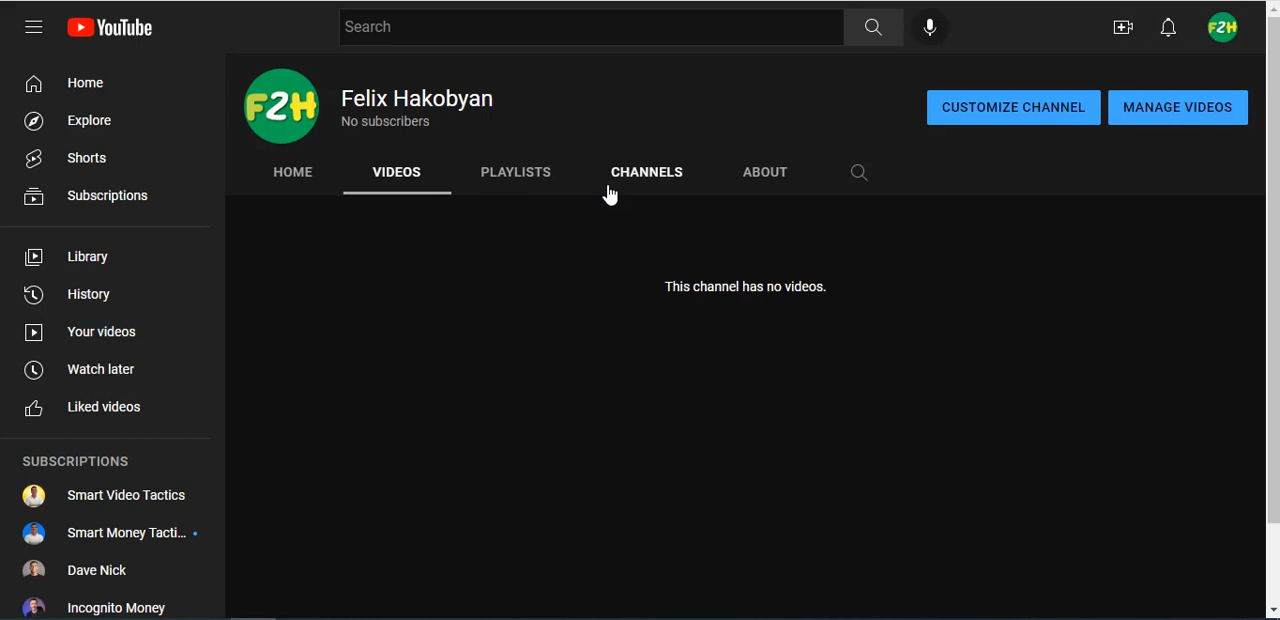 YouTube
Search
F2H
Home
Explore
Shorts
Subscriptions
Library
History
Your videos
Watch later
Liked videos
SUBSCRIPTIONS
Smart Video Tactics
Smart Money Tacti...
Dave Nick
Incognito Money
F2H
Felix Hakobyan
No subscribers
CUSTOMIZE CHANNEL
MANAGE VIDEOS
HOME VIDEOS PLAYLISTS CHANNELS ABOUT
This channel has no videos.